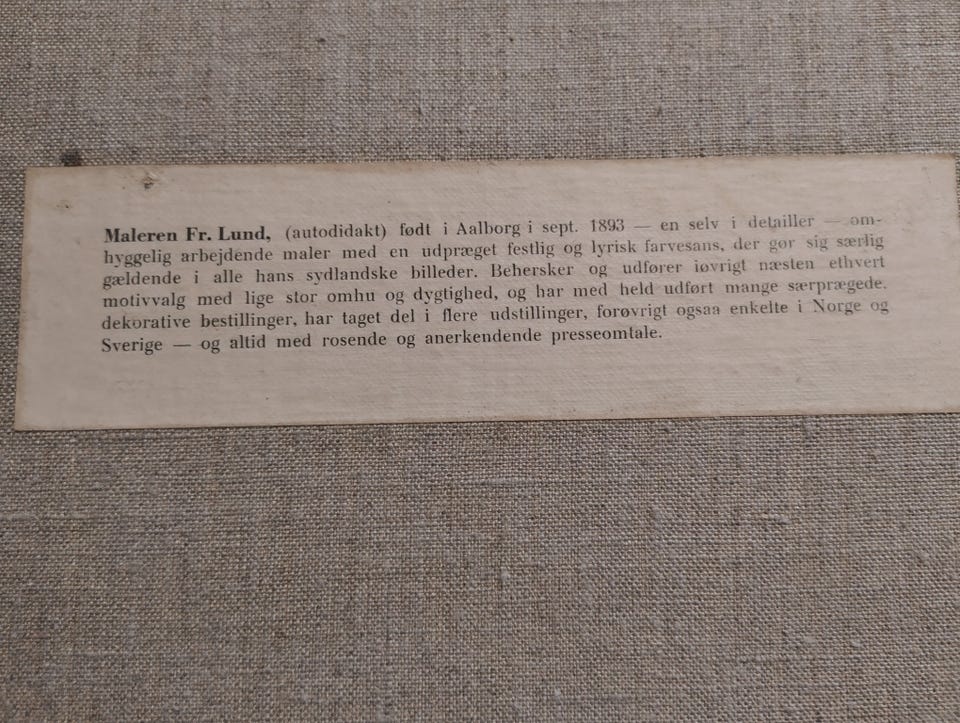 Maleren Fr. Lund, (autodidakt) født i Aalborg i sept. 1893 — en selv i detailler — om-
hyggelig arbejdende maler med en udpræget festlig og lyrisk farvesans, der gør sig særlig
gældende i alle hans sydlandske billeder. Behersker og udfører iøvrigt næsten ethvert
motivvalg med lige stor omhu og dygtighed, og har med held udført mange særprægede.
dekorative bestillinger, har taget del i flere udstillinger, forøvrigt ogsaa enkelte i Norge og
Sverige — og altid med rosende og anerkendende presseomtale.